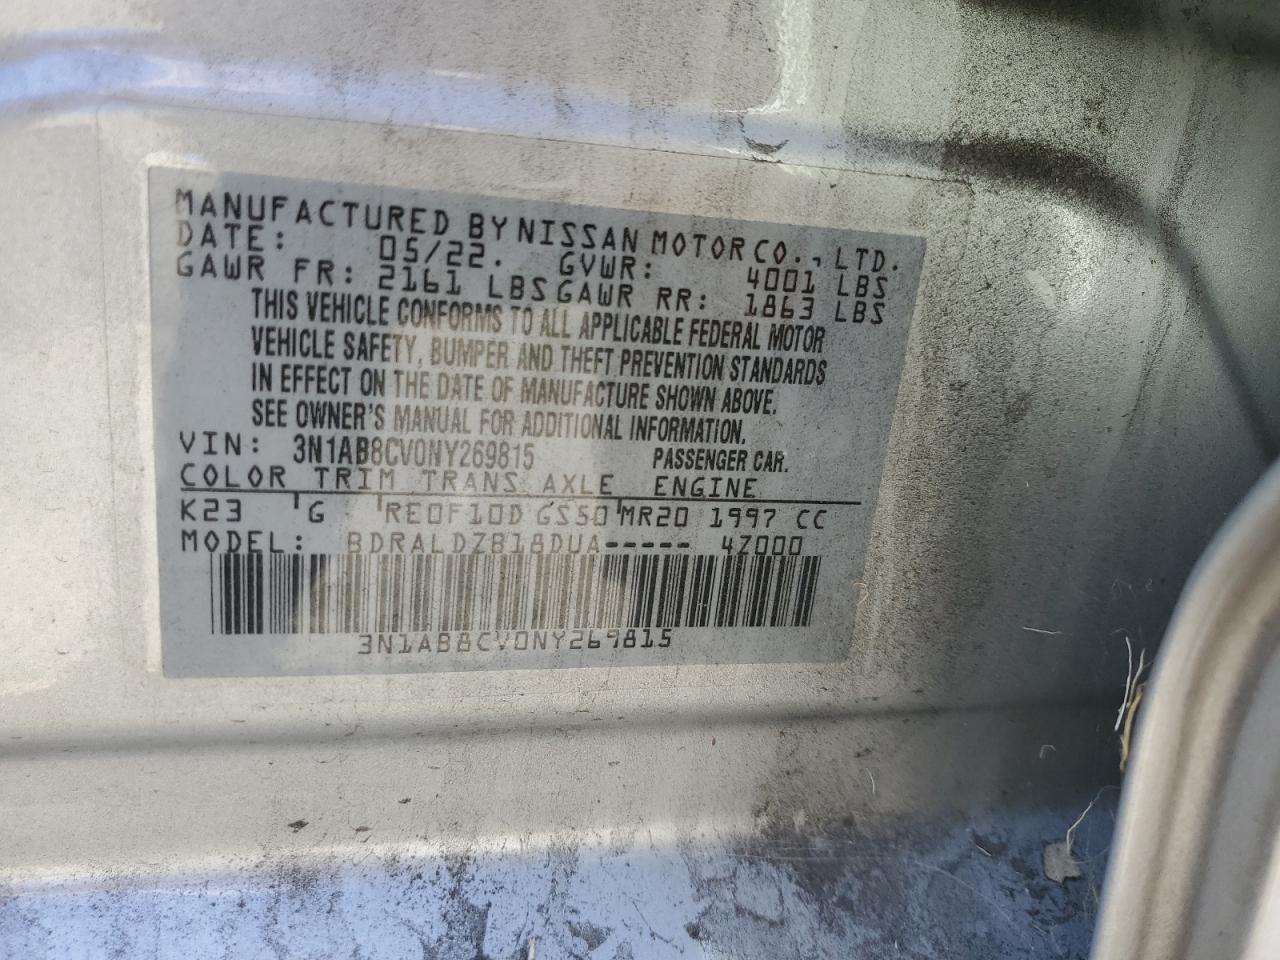 MANUFACTURED BY NISSAN MOTOR CO., LTD.
DATE: 05/22. GVWR: 4001 LBS
GAWR FR: 2161 LBS GAWR RR: 1863 LBS
THIS VEHICLE CONFORMS TO ALL APPLICABLE FEDERAL MOTOR
VEHICLE SAFETY, BUMPER, AND THEFT PREVENTION STANDARDS
IN EFFECT ON THE DATE OF MANUFACTURE SHOWN ABOVE.
SEE OWNER'S MANUAL FOR ADDITIONAL INFORMATION.
VIN: 3N1AB8CV0NY269815 PASSENGER CAR.
COLOR TRIM TRANS AXLE ENGINE
K23 G RE0F10D GS50 MR20 1997 CC
MODEL: BDRALDZB18DUA----- 4Z000
3N1AB8CV0NY269815